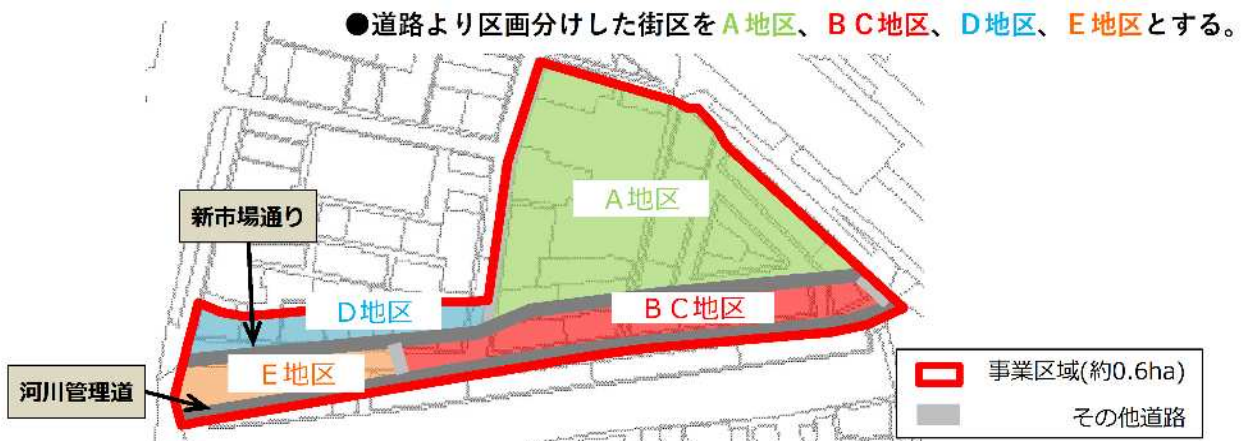 ●道路より区画分けした街区をA地区、BC地区、D地区、E地区とする。
A地区
新市場通り
D地区
BC地区
E地区
河川管理道
事業区域(約0.6ha)
その他道路